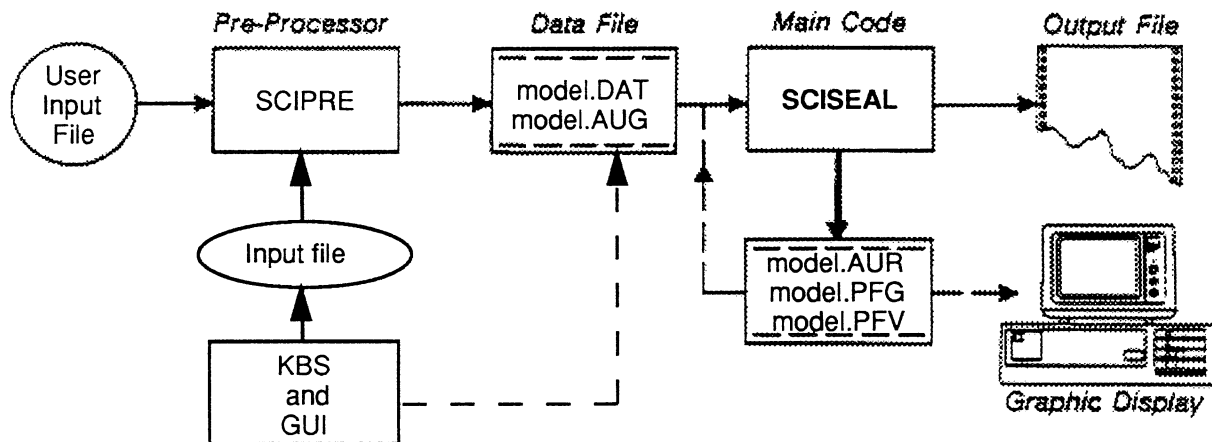 Pre-Processor
Data File
Main Code
Output File
User
Input
File
SCIPRE
model.DAT
model.AUG
SCISEAL
Input file
model.AUR
model.PFG
model.PFV
KBS
and
GUI
Graphic Display